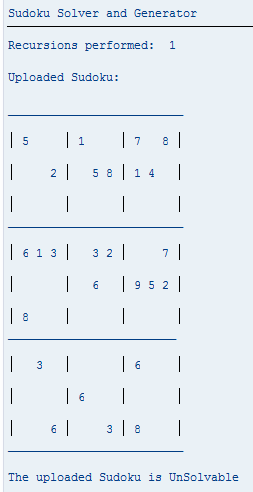 Sudoku Solver and Generator
Recursions performed:  1
Uploaded Sudoku:
| 5     | 1     | 7   8 |
|     2 |   5 8 | 1 4   |
|       |       |       |
| 6 1 3 |   3 2 |     7 |
|       |   6   | 9 5 2 |
| 8     |       |       |
|   3   |       | 6     |
|       | 6     |       |
|     6 |     3 | 8     |
The uploaded Sudoku is UnSolvable